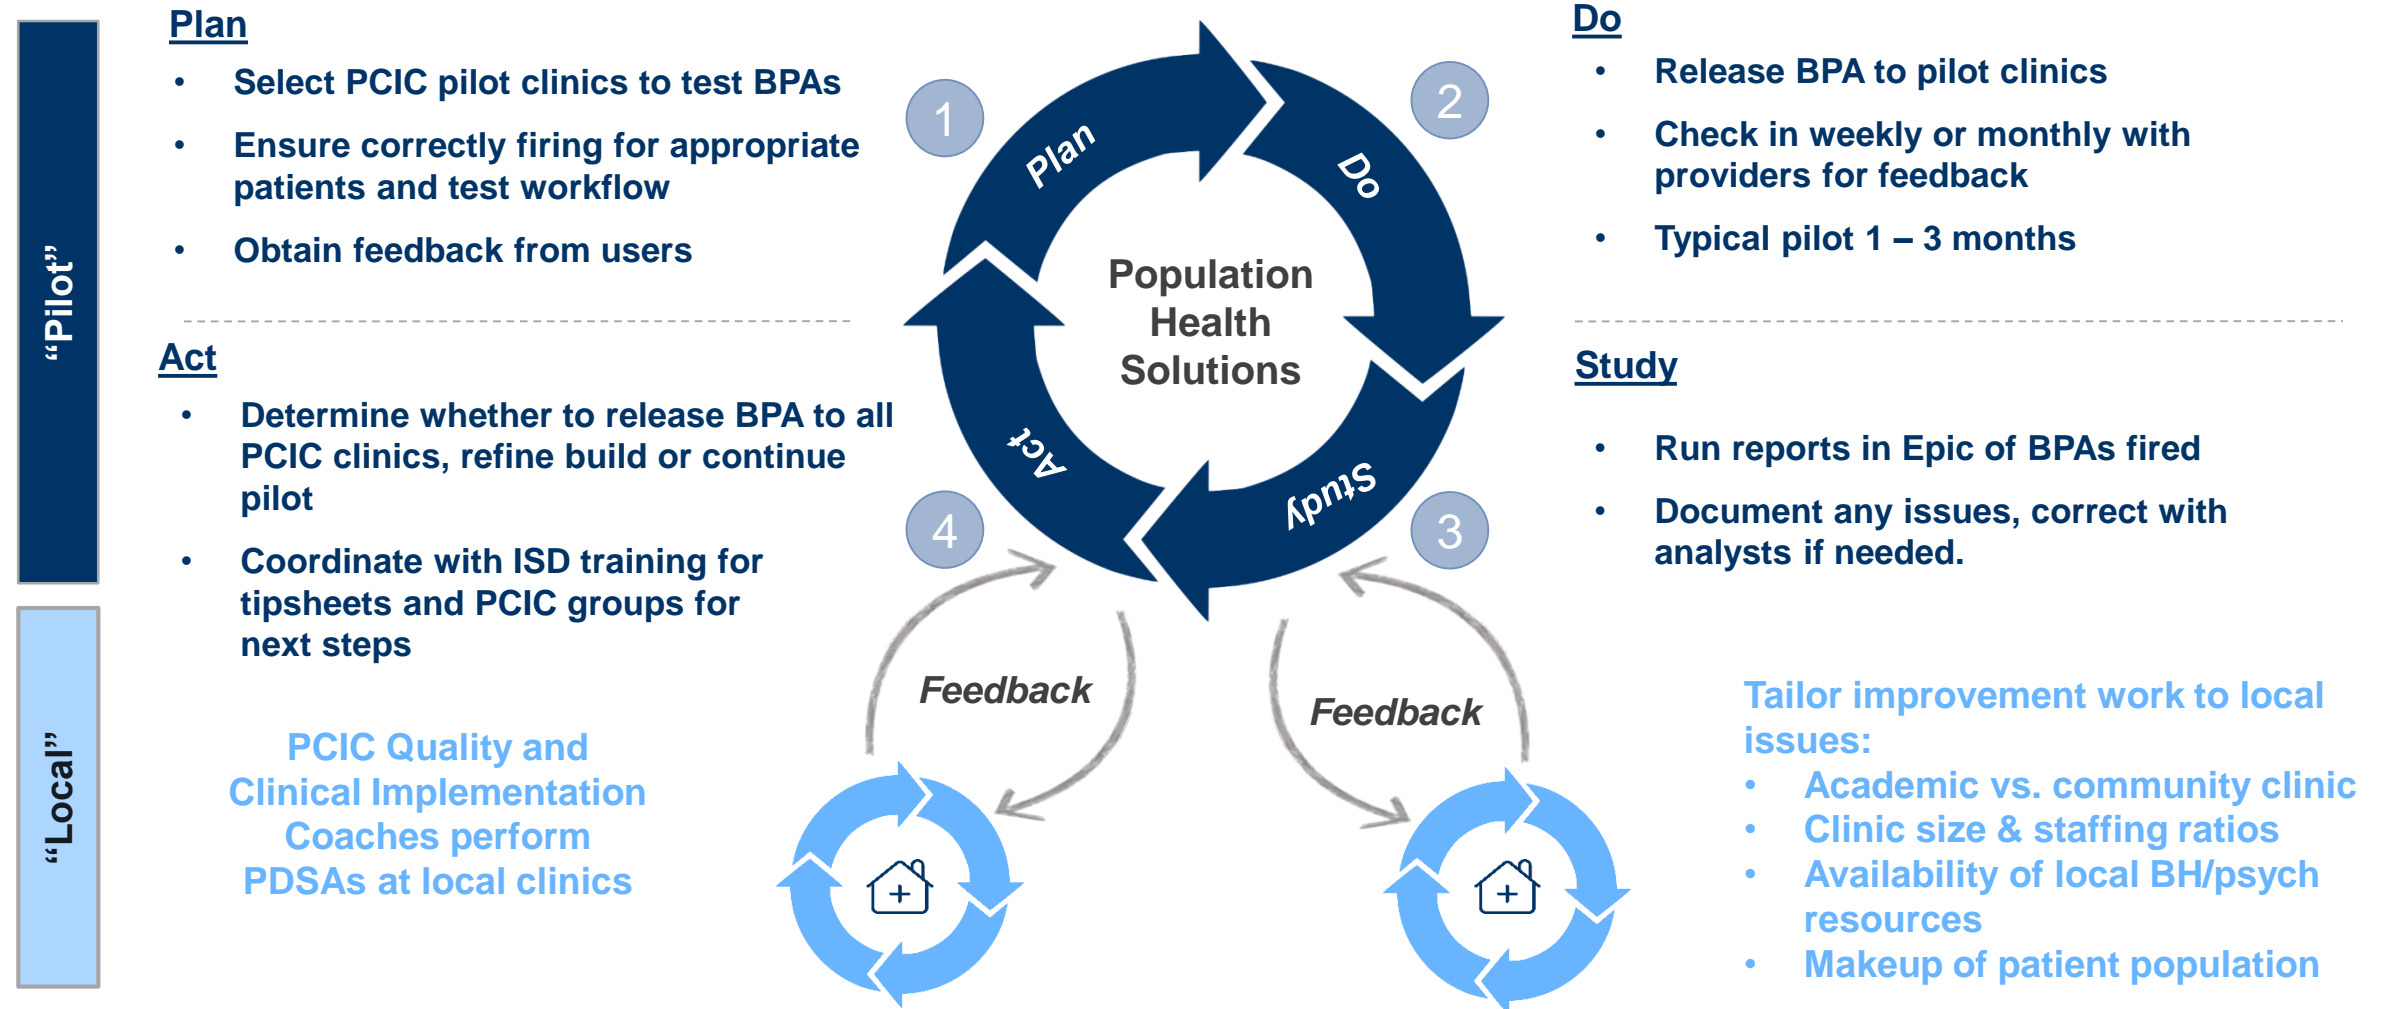 “Pilot”
Plan
• Select PCIC pilot clinics to test BPAs
• Ensure correctly firing for appropriate
patients and test workflow
• Obtain feedback from users
1
Plan
2
Do
Population
Health
Solutions
Act
Study
4
3
Do
• Release BPA to pilot clinics
• Check in weekly or monthly with
providers for feedback
• Typical pilot 1 – 3 months
Act
• Determine whether to release BPA to all
PCIC clinics, refine build or continue
pilot
• Coordinate with ISD training for
tipsheets and PCIC groups for
next steps
Study
• Run reports in Epic of BPAs fired
• Document any issues, correct with
analysts if needed.
“Local”
PCIC Quality and
Clinical Implementation
Coaches perform
PDSAs at local clinics
Feedback
Feedback
Tailor improvement work to local
issues:
• Academic vs. community clinic
• Clinic size & staffing ratios
• Availability of local BH/psych
resources
• Makeup of patient population